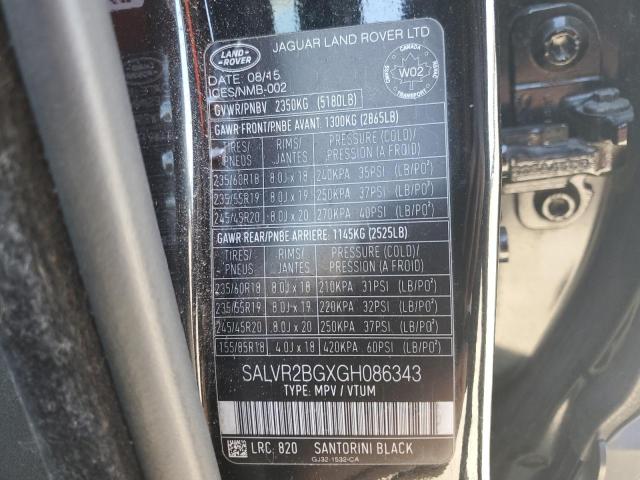 LAND
ROVER
JAGUAR LAND ROVER LTD
DATE: 08/45
ICES/NMB-002
CANADA
W02
GVWR/PNBV 2350KG (5180LB)
GAWR FRONT/PNBE AVANT 1300KG (2865LB)
TIRES/ RIMS/ PRESSURE (COLD)/
PNEUS JANTES PRESSION (A FROID)
235/60R18 8.0J x 18 240KPA 35PSI (LB/PO²)
235/55R19 8.0J x 19 250KPA 37PSI (LB/PO²)
245/45R20 8.0J x 20 270KPA 40PSI (LB/PO²)
GAWR REAR/PNBE ARRIERE 1145KG (2525LB)
TIRES/ RIMS/ PRESSURE (COLD)/
PNEUS JANTES PRESSION (A FROID)
235/60R18 8.0J x 18 210KPA 31PSI (LB/PO²)
235/55R19 8.0J x 19 220KPA 32PSI (LB/PO²)
245/45R20 8.0J x 20 250KPA 37PSI (LB/PO²)
155/85R18 4.0J x 18 420KPA 60PSI (LB/PO²)
SALVR2BGXGH086343
TYPE: MPV / VTUM
LRC: 820 SANTORINI BLACK
GJ32-1532-CA